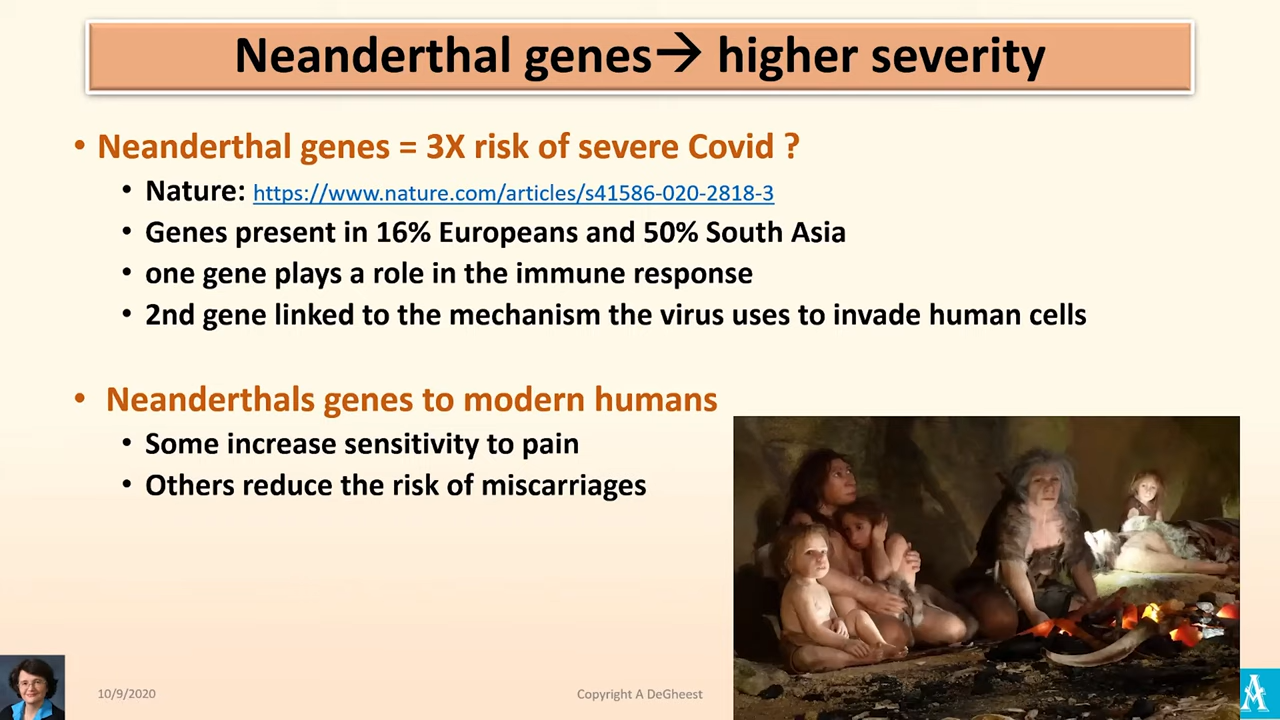 Neanderthal genes→ higher severity
• Neanderthal genes = 3X risk of severe Covid ?
• Nature: https://www.nature.com/articles/s41586-020-2818-3
• Genes present in 16% Europeans and 50% South Asia
• one gene plays a role in the immune response
• 2nd gene linked to the mechanism the virus uses to invade human cells
• Neanderthals genes to modern humans
• Some increase sensitivity to pain
• Others reduce the risk of miscarriages
10/9/2020
Copyright A DeGheest
A